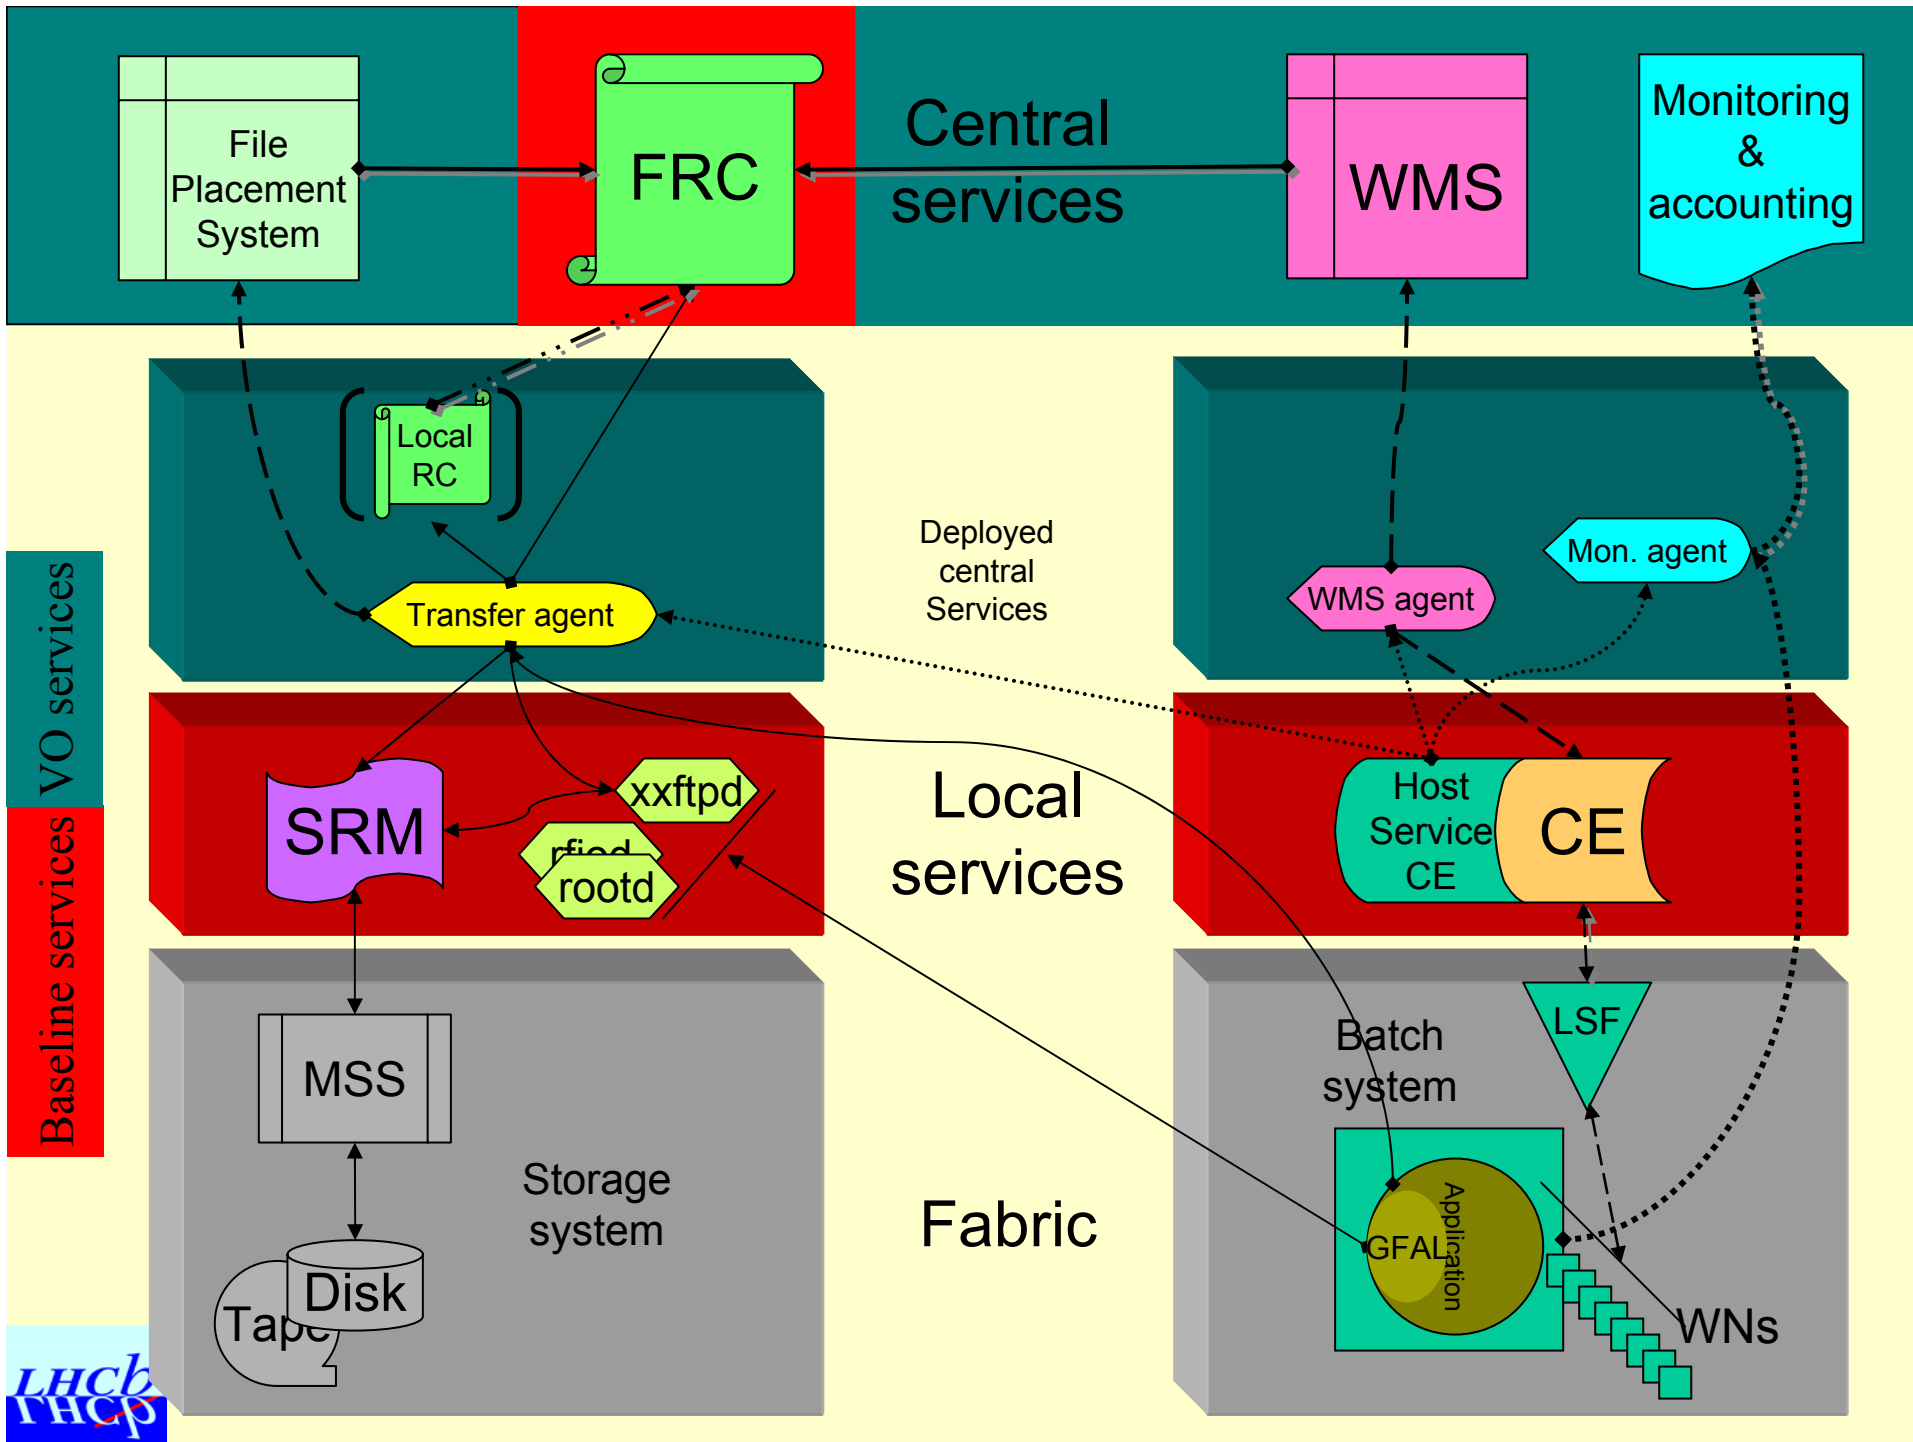 File
Placement
System
FRC
Central
services
WMS
Monitoring
&
accounting
Local
RC
Transfer agent
Deployed
central
Services
WMS agent
Mon. agent
VO services
Baseline services
SRM
xxftpd
rfiod
rootd
Local
services
Host
Service
CE
CE
MSS
Storage
system
Disk
Tape
Fabric
Batch
system
LSF
GFAL
Application
WNs
LHCb